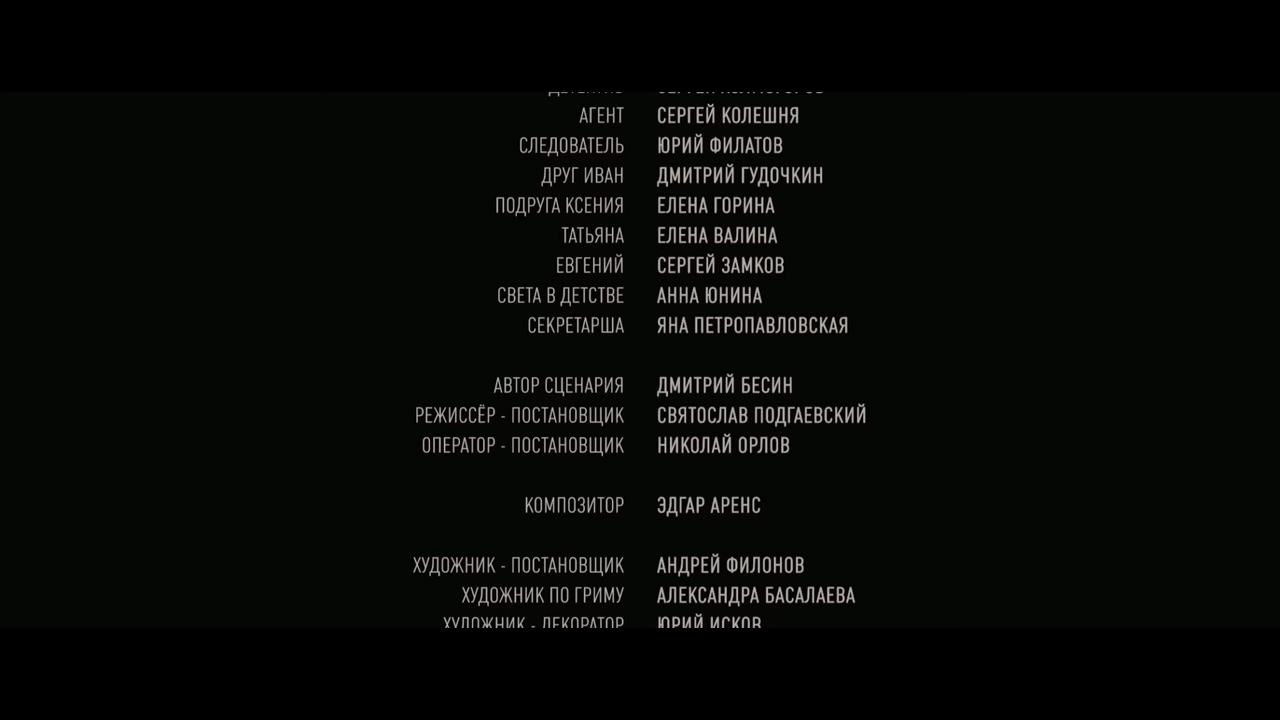 АГЕНТ СЕРГЕЙ КОЛЕШНЯ
СЛЕДОВАТЕЛЬ ЮРИЙ ФИЛАТОВ
ДРУГ ИВАН ДМИТРИЙ ГУДОЧКИН
ПОДРУГА КСЕНИЯ ЕЛЕНА ГОРИНА
ТАТЬЯНА ЕЛЕНА ВАЛИНА
ЕВГЕНИЙ СЕРГЕЙ ЗАМКОВ
СВЕТА В ДЕТСТВЕ АННА ЮНИНА
СЕКРЕТАРША ЯНА ПЕТРОПАВЛОВСКАЯ
АВТОР СЦЕНАРИЯ ДМИТРИЙ БЕСИН
РЕЖИССЁР - ПОСТАНОВЩИК СВЯТОСЛАВ ПОДГАЕВСКИЙ
ОПЕРАТОР - ПОСТАНОВЩИК НИКОЛАЙ ОРЛОВ
КОМПОЗИТОР ЭДГАР АРЕНС
ХУДОЖНИК - ПОСТАНОВЩИК АНДРЕЙ ФИЛОНОВ
ХУДОЖНИК ПО ГРИМУ АЛЕКСАНДРА БАСАЛАЕВА
ХУДОЖНИК - ДЕКОРАТОР ЮРИЙ ИСКОВ